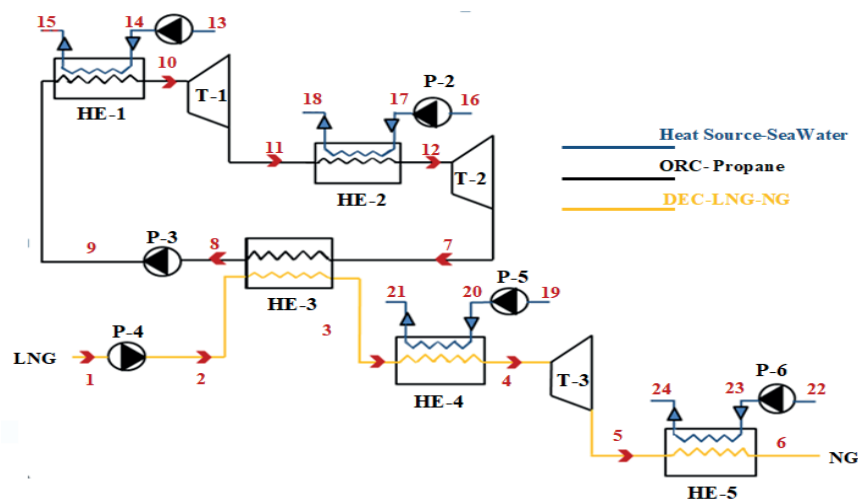 15 14 13
10
T-1
HE-1
P-2
18 17 16
11 12
T-2
HE-2
Heat Source-SeaWater
ORC- Propane
DEC-LNG-NG
9 P-3 8 7
HE-3
21 20 P-5 19
3
LNG P-4
1 2
HE-4 4 T-3
P-6
24 23 22
5 6 NG
HE-5